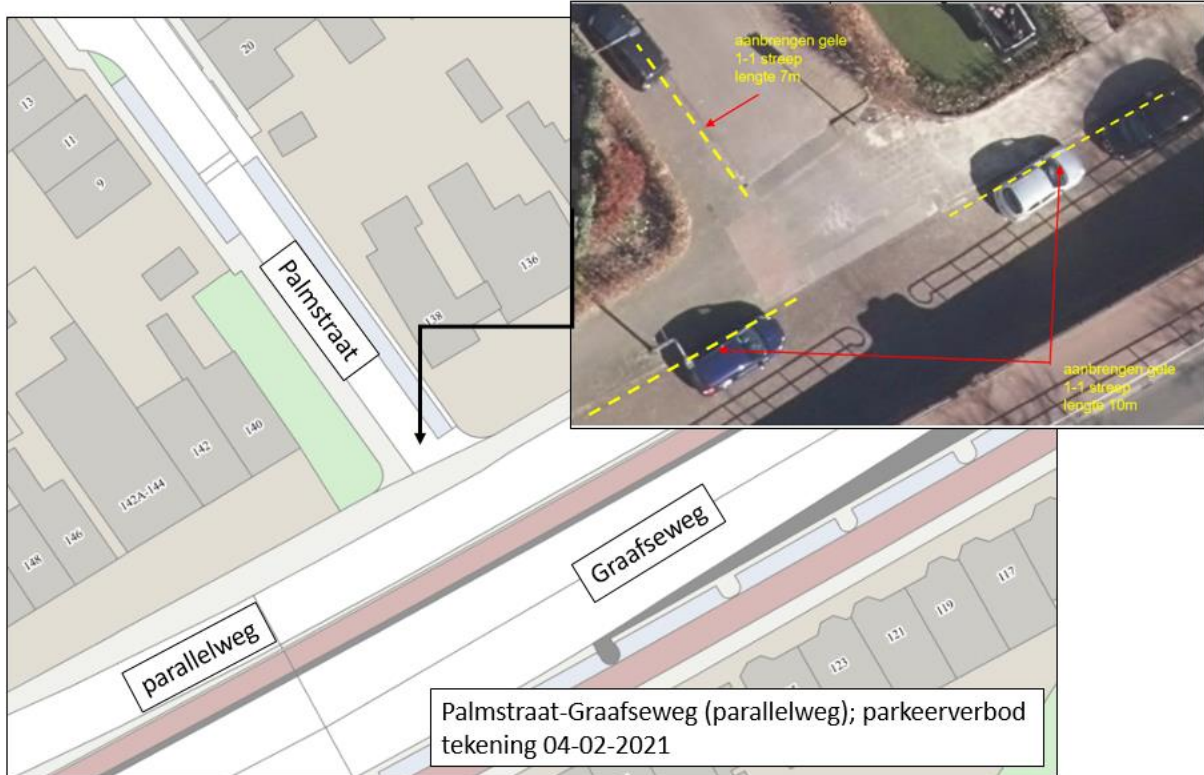 aanbrengen gele
1-1 streep
lengte 7m
aanbrengen gele
1-1 streep
lengte 10m
20
13
11
9
Palmstraat
136
138
140
142
142A-144
146
148
Graafseweg
parallelweg
117
119
121
123
Palmstraat-Graafseweg (parallelweg); parkeerverbod
tekening 04-02-2021